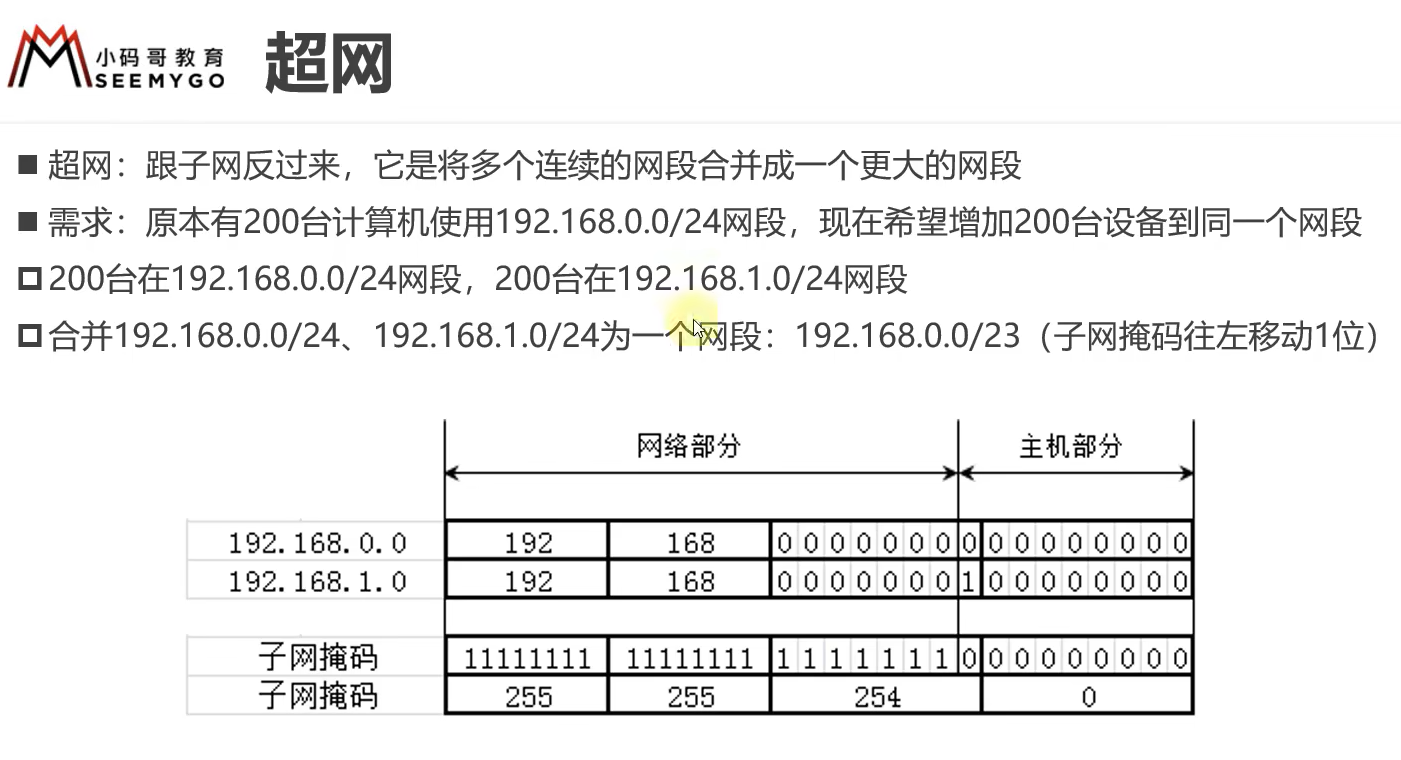 小码哥教育
SEEMYGO
超网
■ 超网：跟子网反过来，它是将多个连续的网段合并成一个更大的网段
■ 需求：原本有200台计算机使用192.168.0.0/24网段，现在希望增加200台设备到同一个网段
200台在192.168.0.0/24网段，200台在192.168.1.0/24网段
合并192.168.0.0/24、192.168.1.0/24为一个网段：192.168.0.0/23（子网掩码往左移动1位）
网络部分 主机部分
192.168.0.0 192 168 0 0 0 0 0 0 0 0 0 0 0 0 0 0 0 0
192.168.1.0 192 168 0 0 0 0 0 0 0 1 0 0 0 0 0 0 0 0
子网掩码 11111111 11111111 1 1 1 1 1 1 1 0 0 0 0 0 0 0 0 0
子网掩码 255 255 254 0